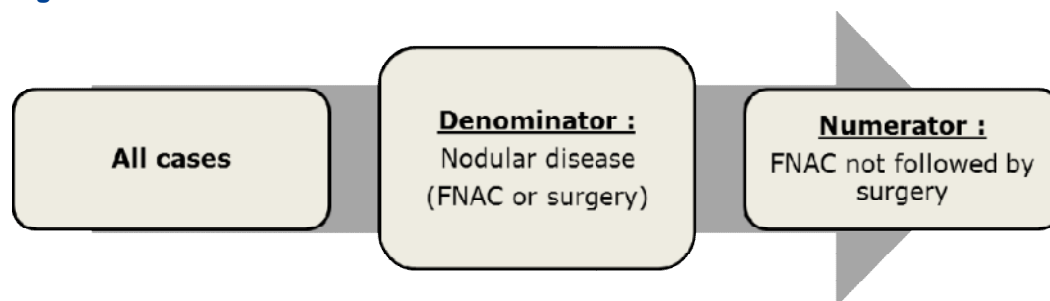 All cases
Denominator :
Nodular disease
(FNAC or surgery)
Numerator :
FNAC not followed by
surgery